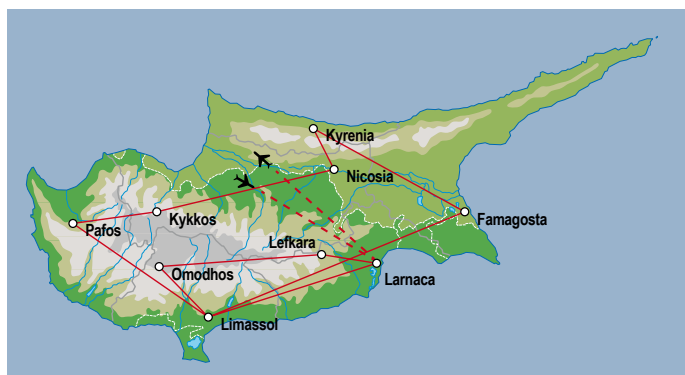 Kyrenia
Nicosia
Kykkos
Famagosta
Pafos
Lefkara
Omodhos
Larnaca
Limassol